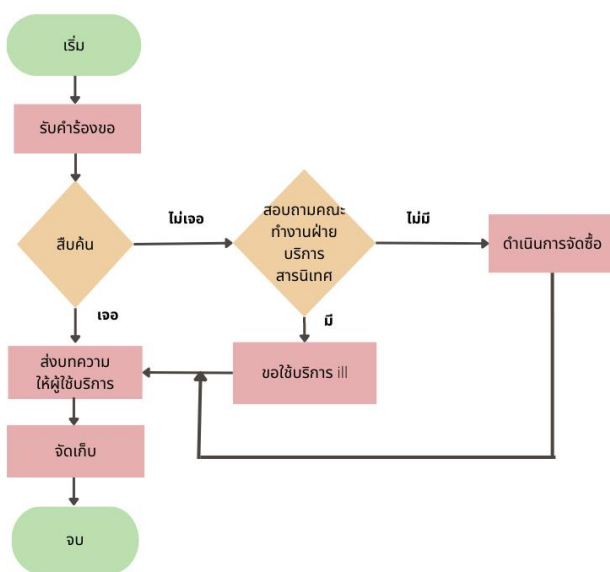 เริ่ม
รับคำร้องขอ
สืบค้น
ไม่เจอ
สอบถามคณะ
ทำงานฝ่าย
บริการ
สารนิเทศ
ไม่มี
ดำเนินการจัดซื้อ
เจอ
มี
ส่งบทความ
ให้ผู้ใช้บริการ
ขอใช้บริการ ill
จัดเก็บ
จบ